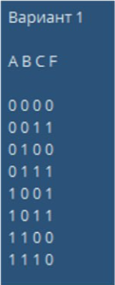 Вариант 1
A B C F
0 0 0 0
0 0 1 1
0 1 0 0
0 1 1 1
1 0 0 1
1 0 1 1
1 1 0 0
1 1 1 0